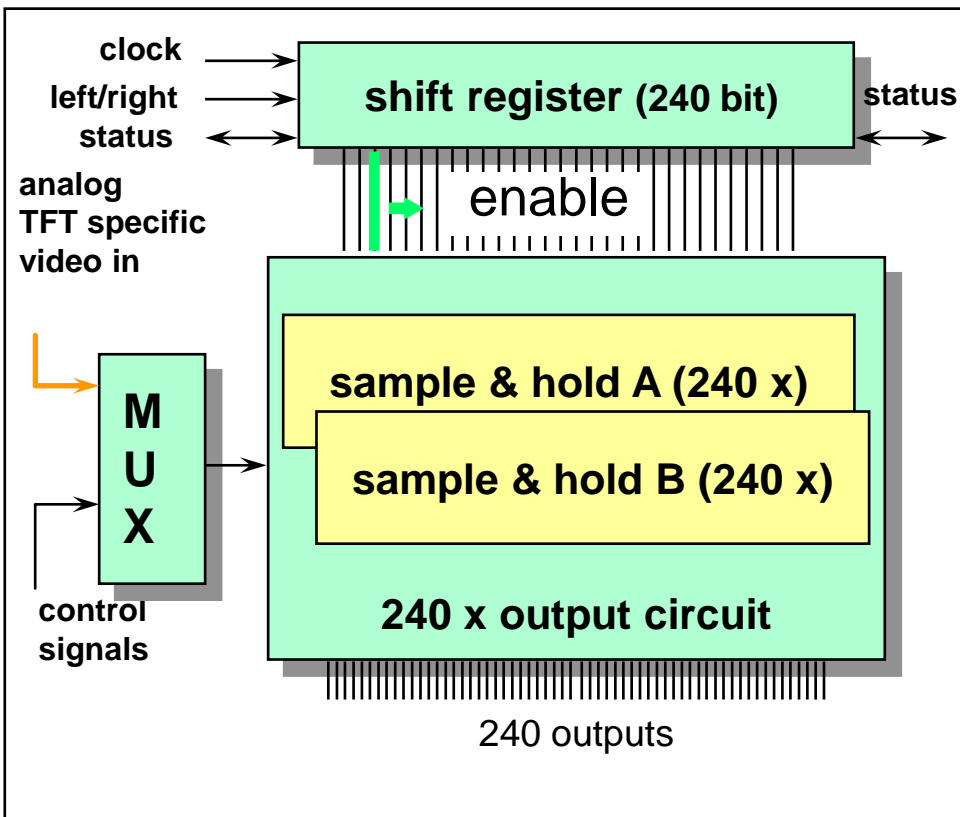 clock
left/right
status
shift register (240 bit)
status
analog
TFT specific
video in
enable
M
U
X
sample & hold A (240 x)
sample & hold B (240 x)
control
signals
240 x output circuit
240 outputs